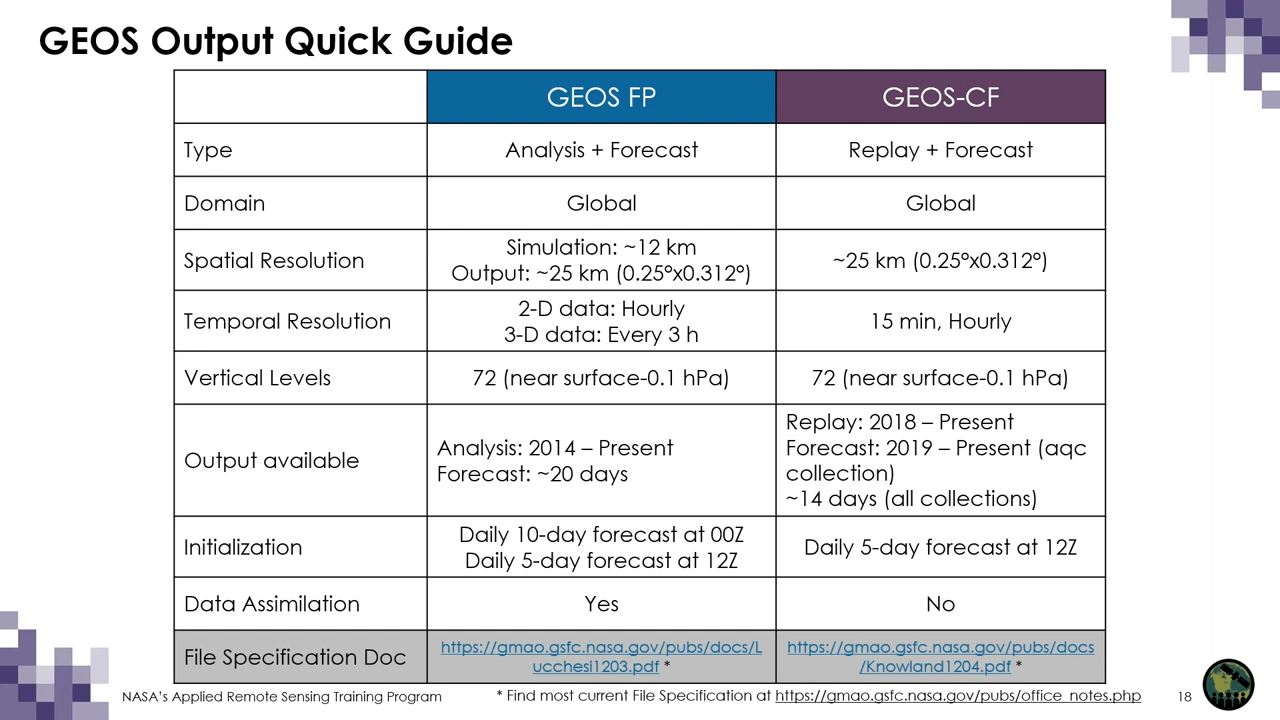 GEOS Output Quick Guide
GEOS FP
GEOS-CF
Type
Analysis + Forecast
Replay + Forecast
Domain
Global
Global
Spatial Resolution
Simulation: ~12 km
Output: ~25 km (0.25°x0.312°)
~25 km (0.25°x0.312°)
Temporal Resolution
2-D data: Hourly
3-D data: Every 3 h
15 min, Hourly
Vertical Levels
72 (near surface-0.1 hPa)
72 (near surface-0.1 hPa)
Output available
Analysis: 2014 – Present
Forecast: ~20 days
Replay: 2018 – Present
Forecast: 2019 – Present (aqc
collection)
~14 days (all collections)
Initialization
Daily 10-day forecast at 00Z
Daily 5-day forecast at 12Z
Daily 5-day forecast at 12Z
Data Assimilation
Yes
No
File Specification Doc
https://gmao.gsfc.nasa.gov/pubs/docs/L
ucchesi1203.pdf *
https://gmao.gsfc.nasa.gov/pubs/docs
/Knowland1204.pdf *
NASA's Applied Remote Sensing Training Program
* Find most current File Specification at https://gmao.gsfc.nasa.gov/pubs/office_notes.php
18